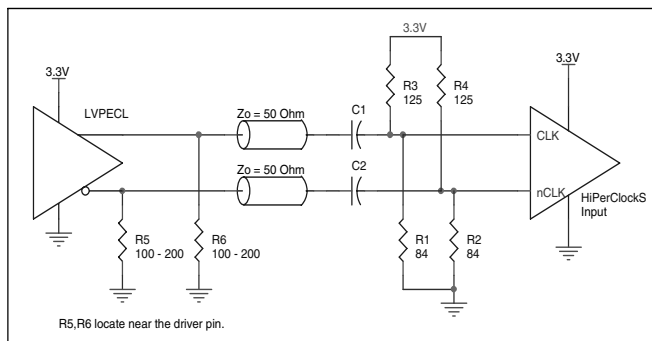 3.3V
LVPECL
Zo = 50 Ohm
C1
3.3V
R3
125
R4
125
3.3V
CLK
Zo = 50 Ohm
C2
nCLK
HiPerClockS
Input
R5
100 - 200
R6
100 - 200
R1
84
R2
84
R5,R6 locate near the driver pin.